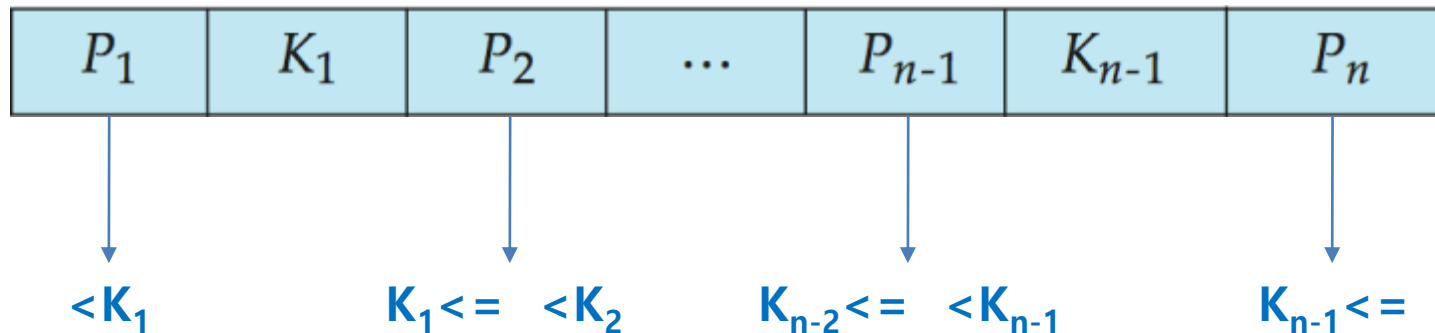 P₁ K₁ P₂ ... Pₙ₋₁ Kₙ₋₁ Pₙ
<K₁ K₁<= <K₂ Kₙ₋₂<= <Kₙ₋₁ Kₙ₋₁<=